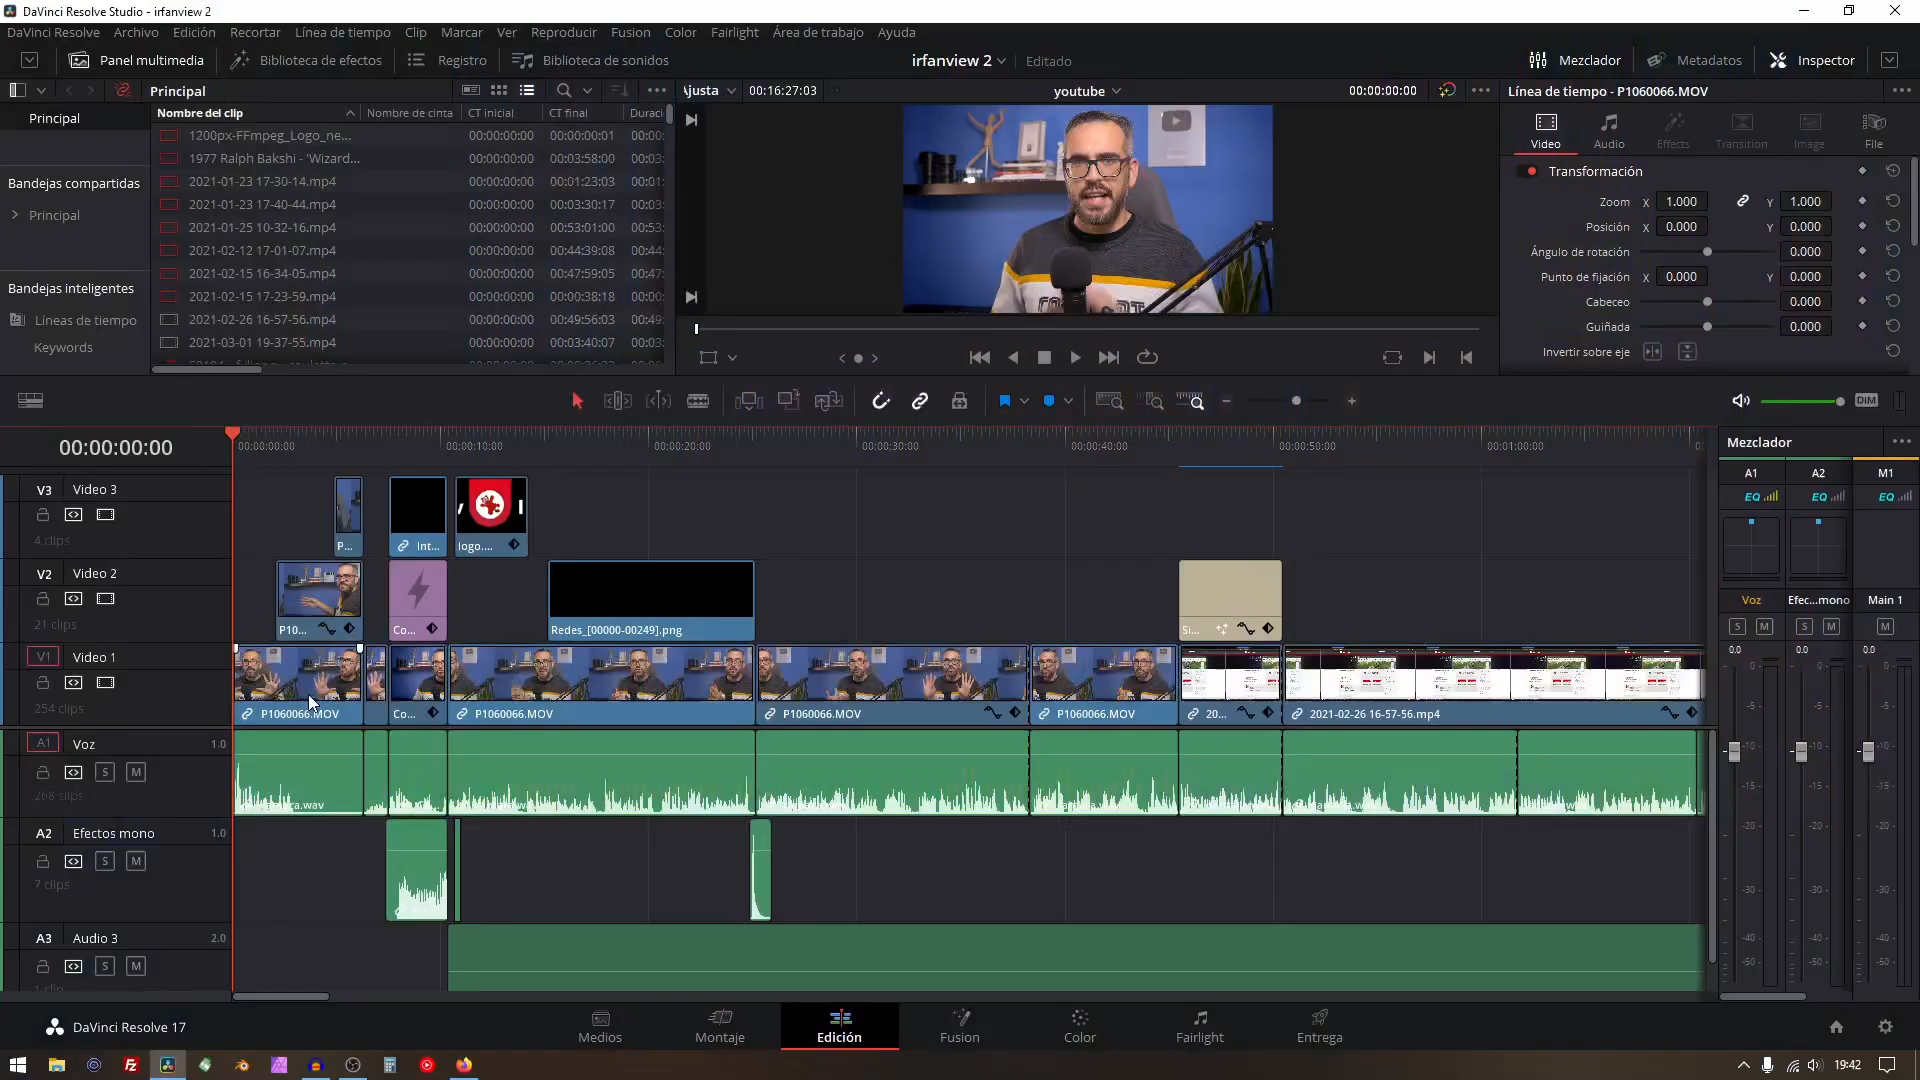 DaVinci Resolve Studio - irfanview 2
DaVinci Resolve Archivo Edición Recortar Línea de tiempo Clip Marcar Ver Reproducir Fusion Color Fairlight Área de trabajo Ayuda
Panel multimedia Biblioteca de efectos Registro Biblioteca de sonidos irfanview 2 Editado Mezclador Metadatos Inspector
Principal Ajusta 00:16:27:03 youtube 00:00:00:00 Línea de tiempo - P1060066.MOV
Principal
Bandejas compartidas
Principal
Bandejas inteligentes
Líneas de tiempo
Keywords
Nombre del clip Nombre de cinta CT inicial CT final Duraci
1200px-FFmpeg_Logo_ne... 00:00:00:00 00:00:00:01 00:00:
1977 Ralph Bakshi - 'Wizard... 00:00:00:00 00:03:58:00 00:03:
2021-01-23 17-30-14.mp4 00:00:00:00 00:01:23:03 00:01:
2021-01-23 17-40-44.mp4 00:00:00:00 00:03:30:17 00:03:
2021-01-25 10-32-16.mp4 00:00:00:00 00:53:01:00 00:53:
2021-02-12 17-01-07.mp4 00:00:00:00 00:44:39:08 00:44:
2021-02-15 16-34-05.mp4 00:00:00:00 00:47:59:05 00:47:
2021-02-15 17-23-59.mp4 00:00:00:00 00:00:38:18 00:00:
2021-02-26 16-57-56.mp4 00:00:00:00 00:49:56:03 00:49:
2021-03-01 19-37-55.mp4 00:00:00:00 00:03:40:07 00:03:
Video Audio Effects Transition Image File
Transformación
Zoom X 1.000 Y 1.000
Posición X 0.000 Y 0.000
Ángulo de rotación 0.000
Punto de fijación X 0.000 Y 0.000
Cabeceo 0.000
Guiñada 0.000
Invertir sobre eje
DIM
00:00:00:00
00:00:00:00 00:00:10:00 00:00:20:00 00:00:30:00 00:00:40:00 00:00:50:00 00:01:00:00
V3 Video 3
4 clips
P... Int... logo....
V2 Video 2
21 clips
P10... Co... Redes_[00000-00249].png Si...
V1 Video 1
254 clips
P1060066.MOV Co... P1060066.MOV P1060066.MOV P1060066.MOV 20... 2021-02-26 16-57-56.mp4
A1 Voz 1.0
S M
268 clips
A2 Efectos mono 1.0
S M
7 clips
A3 Audio 3 2.0
S M
1 clip
Mezclador
A1 A2 M1
EQ EQ EQ
Voz Efec...mono Main 1
S M S M M
0.0 0.0 0.0
0 0 0
-5 -5 -5
-10 -10 -10
-15 -15 -15
-20 -20 -20
-30 -30 -30
-40 -40 -40
-50 -50 -50
DaVinci Resolve 17
Medios Montaje Edición Fusion Color Fairlight Entrega
19:42